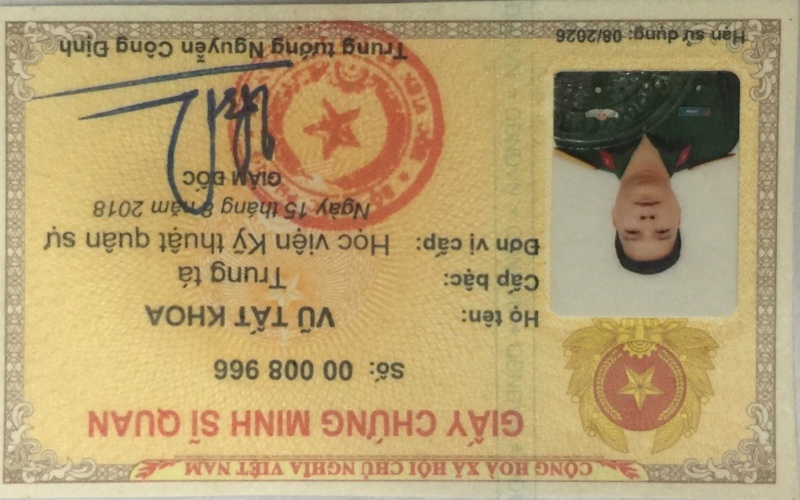 CỘNG HOÀ XÃ HỘI CHỦ NGHĨA VIỆT NAM
GIẤY CHỨNG MINH SĨ QUAN
Số: 00 008 966
Họ tên: VŨ TẤT KHOA
Cấp bậc: Trung tá
Đơn vị cấp: Học viện Kỹ thuật quân sự
Ngày 15 tháng 8 năm 2018
GIÁM ĐỐC
Trung tướng Nguyễn Công Định
Hạn sử dụng: 08/2026